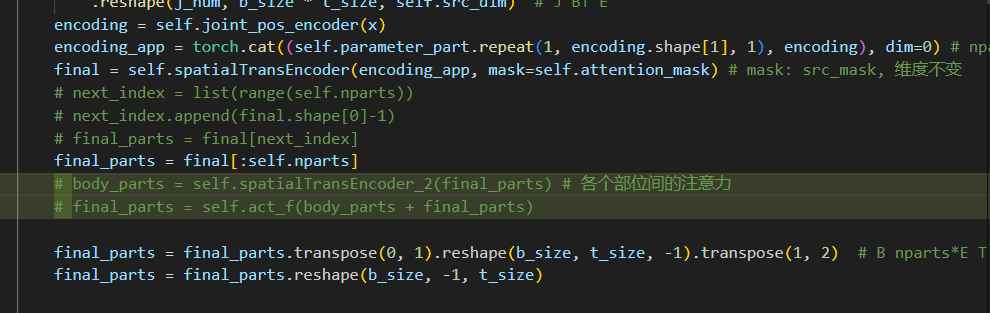 .reshape(j_num, b_size * t_size, self.src_dim)  # J BT E
encoding = self.joint_pos_encoder(x)
encoding_app = torch.cat((self.parameter_part.repeat(1, encoding.shape[1], 1), encoding), dim=0) # npa
final = self.spatialTransEncoder(encoding_app, mask=self.attention_mask) # mask: src_mask, 维度不变
# next_index = list(range(self.nparts))
# next_index.append(final.shape[0]-1)
# final_parts = final[next_index]
final_parts = final[:self.nparts]
# body_parts = self.spatialTransEncoder_2(final_parts) # 各个部位间的注意力
# final_parts = self.act_f(body_parts + final_parts)
final_parts = final_parts.transpose(0, 1).reshape(b_size, t_size, -1).transpose(1, 2)  # B nparts*E T
final_parts = final_parts.reshape(b_size, -1, t_size)